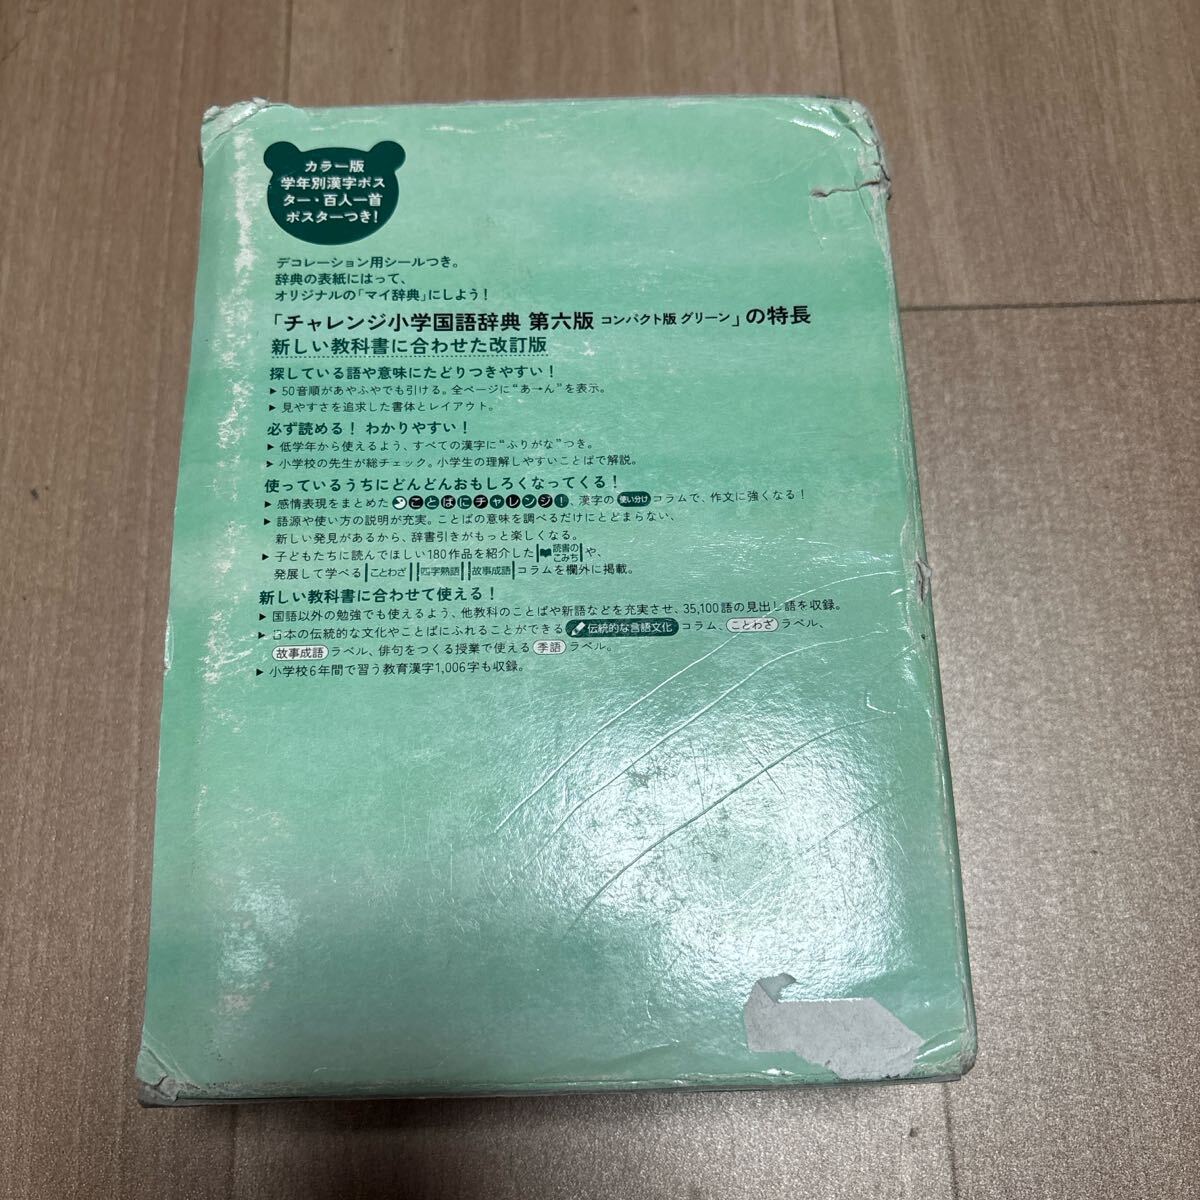 カラー版
学年別漢字ポス
ター・百人一首
ポスターつき!
デコレーション用シールつき。
辞典の表紙にはって、
オリジナルの「マイ辞典」にしよう!
「チャレンジ小学国語辞典 第六版 コンパクト版 グリーン」の特長
新しい教科書に合わせた改訂版
探している語や意味にたどりつきやすい!
▶ 50音順があやふやでも引ける。全ページに“あ→ん”を表示。
▶ 見やすさを追求した書体とレイアウト。
必ず読める! わかりやすい!
▶ 低学年から使えるよう、すべての漢字に“ふりがな”つき。
▶ 小学校の先生が総チェック。小学生の理解しやすいことばで解説。
使っているうちにどんどんおもしろくなってくる!
▶ 感情表現をまとめた ことばにチャレンジ!、漢字の 使い分け コラムで、作文に強くなる!
▶ 語源や使い方の説明が充実。ことばの意味を調べるだけにとどまらない、
新しい発見があるから、辞書引きがもっと楽しくなる。
▶ 子どもたちに読んでほしい180作品を紹介した 読書のこみち や、
発展して学べる ことわざ 四字熟語 故事成語 コラムを欄外に掲載。
新しい教科書に合わせて使える!
▶ 国語以外の勉強でも使えるよう、他教科のことばや新語などを充実させ、35,100語の見出し語を収録。
▶ 日本の伝統的な文化やことばにふれることができる 伝統的な言語文化 コラム、ことわざ ラベル、
故事成語 ラベル、俳句をつくる授業で使える 季語 ラベル。
▶ 小学校6年間で習う教育漢字1,006字も収録。